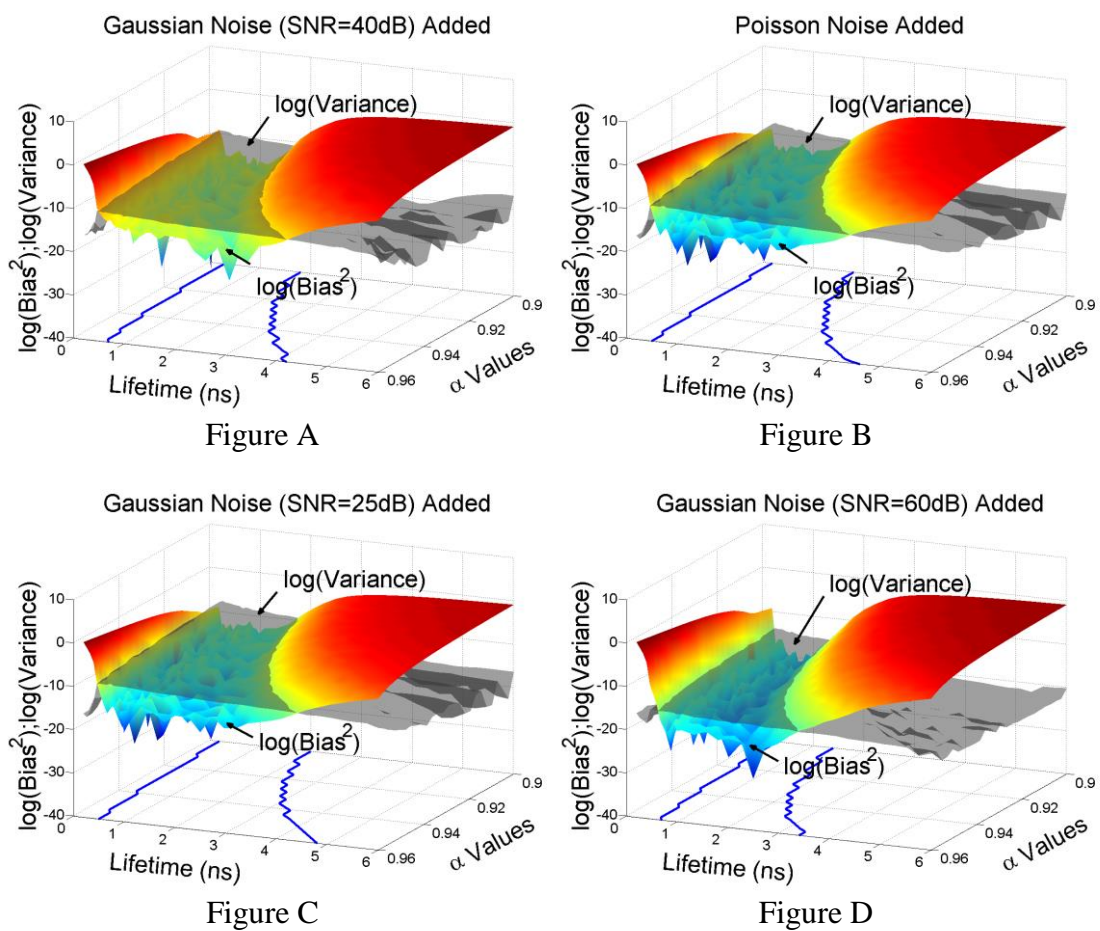 Gaussian Noise (SNR=40dB) Added
log(Variance)
log(Bias²)
log(Bias²);log(Variance)
10
0
-10
-20
-30
-40
0
1
2
3
4
5
6
Lifetime (ns)
0.96
0.94
0.92
0.9
α Values
Figure A
Poisson Noise Added
log(Variance)
log(Bias²)
log(Bias²);log(Variance)
10
0
-10
-20
-30
-40
0
1
2
3
4
5
6
Lifetime (ns)
0.96
0.94
0.92
0.9
α Values
Figure B
Gaussian Noise (SNR=25dB) Added
log(Variance)
log(Bias²)
log(Bias²);log(Variance)
10
0
-10
-20
-30
-40
0
1
2
3
4
5
6
Lifetime (ns)
0.96
0.94
0.92
0.9
α Values
Figure C
Gaussian Noise (SNR=60dB) Added
log(Variance)
log(Bias²)
log(Bias²);log(Variance)
10
0
-10
-20
-30
-40
0
1
2
3
4
5
6
Lifetime (ns)
0.96
0.94
0.92
0.9
α Values
Figure D